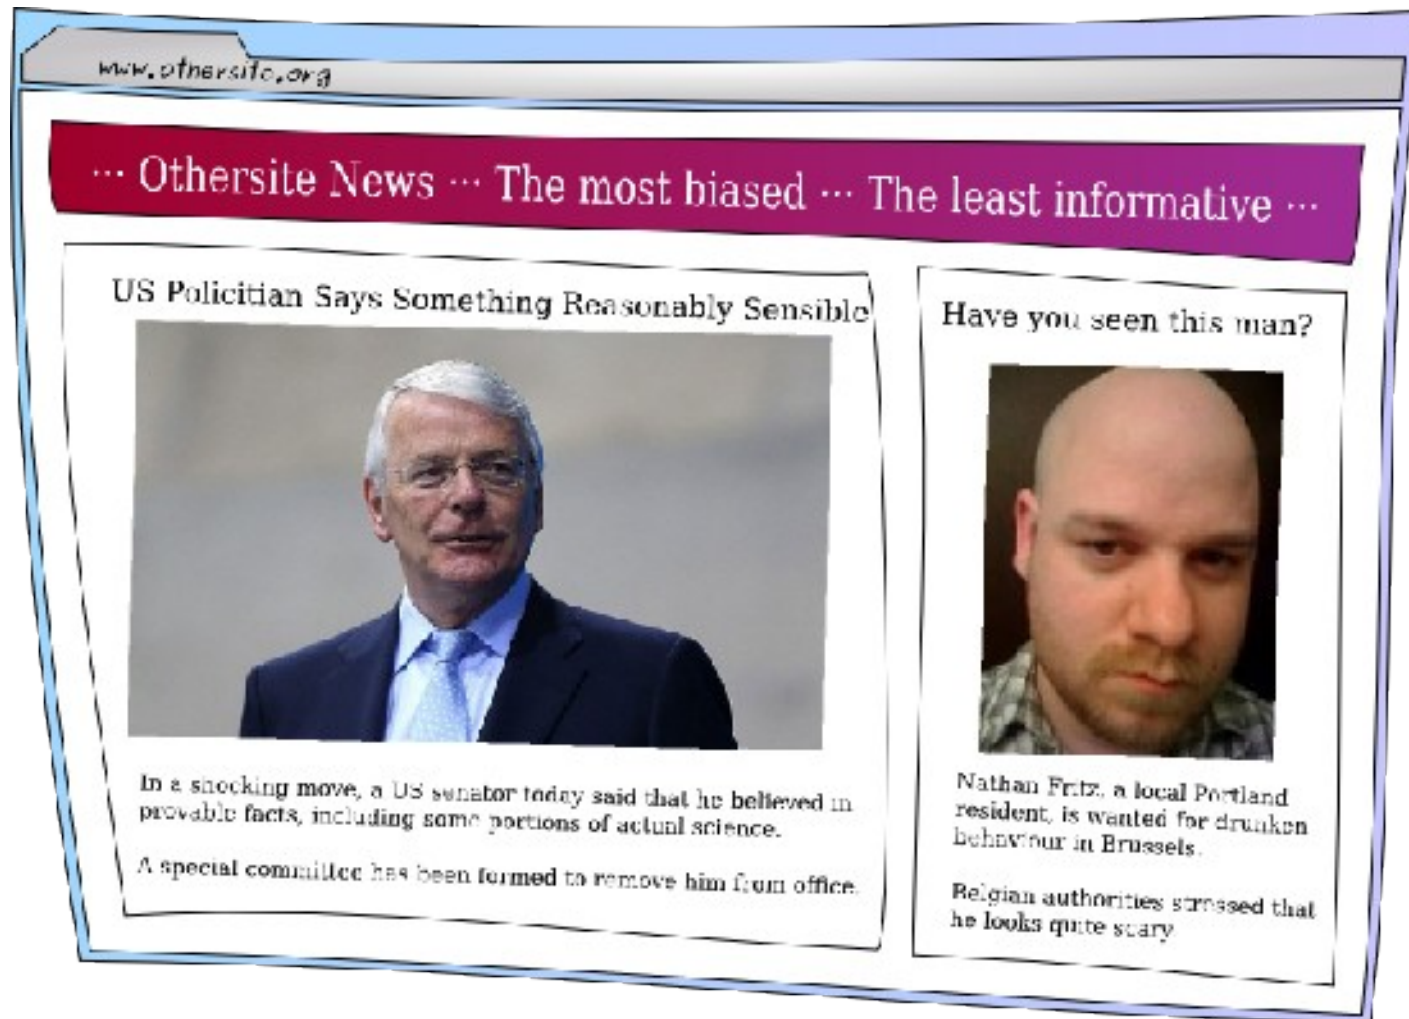 www.othersite.org
··· Othersite News ··· The most biased ··· The least informative ···
US Policitian Says Something Reasonably Sensible
In a shocking move, a US senator today said that he believed in
provable facts, including some portions of actual science.
A special committee has been formed to remove him from office.
Have you seen this man?
Nathan Fritz, a local Portland
resident, is wanted for drunken
behaviour in Brussels.
Belgian authorities stressed that
he looks quite scary